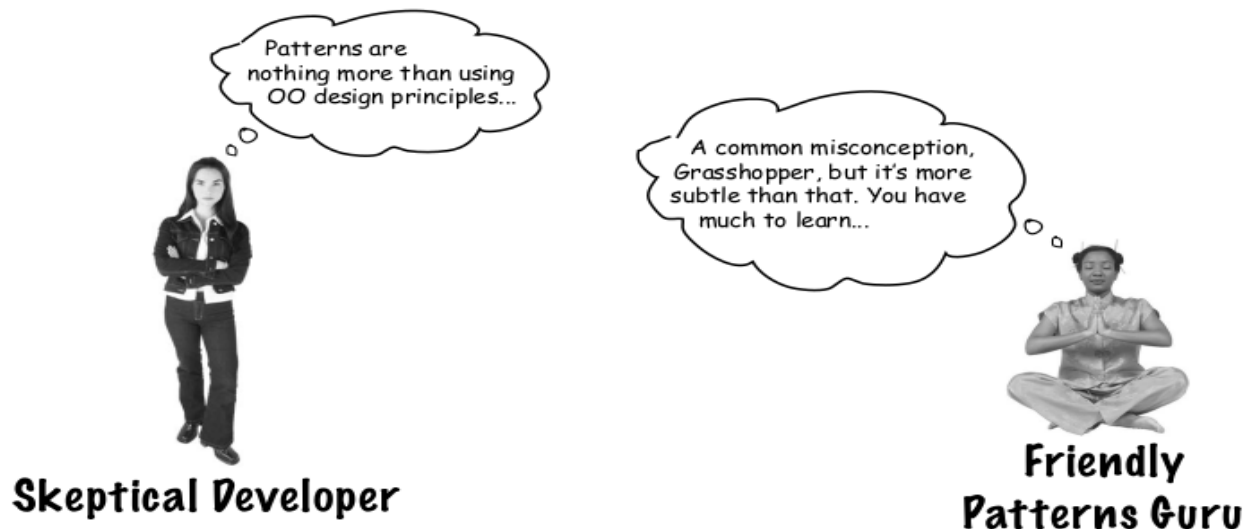 Patterns are
nothing more than using
OO design principles...
A common misconception,
Grasshopper, but it's more
subtle than that. You have
much to learn...
Skeptical Developer
Friendly
Patterns Guru